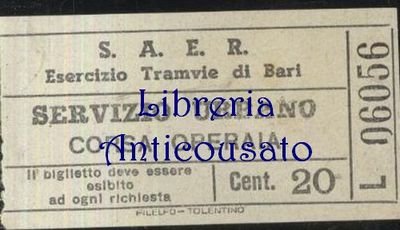 S. A. E. R.
Esercizio Tramvie di Bari
SERVIZIO URBANO
CORSA OPERAIA
Libreria
Anticousato
Il biglietto deve essere
esibito
ad ogni richiesta
Cent. 20
L 06056
FILELFO-TOLENTINO